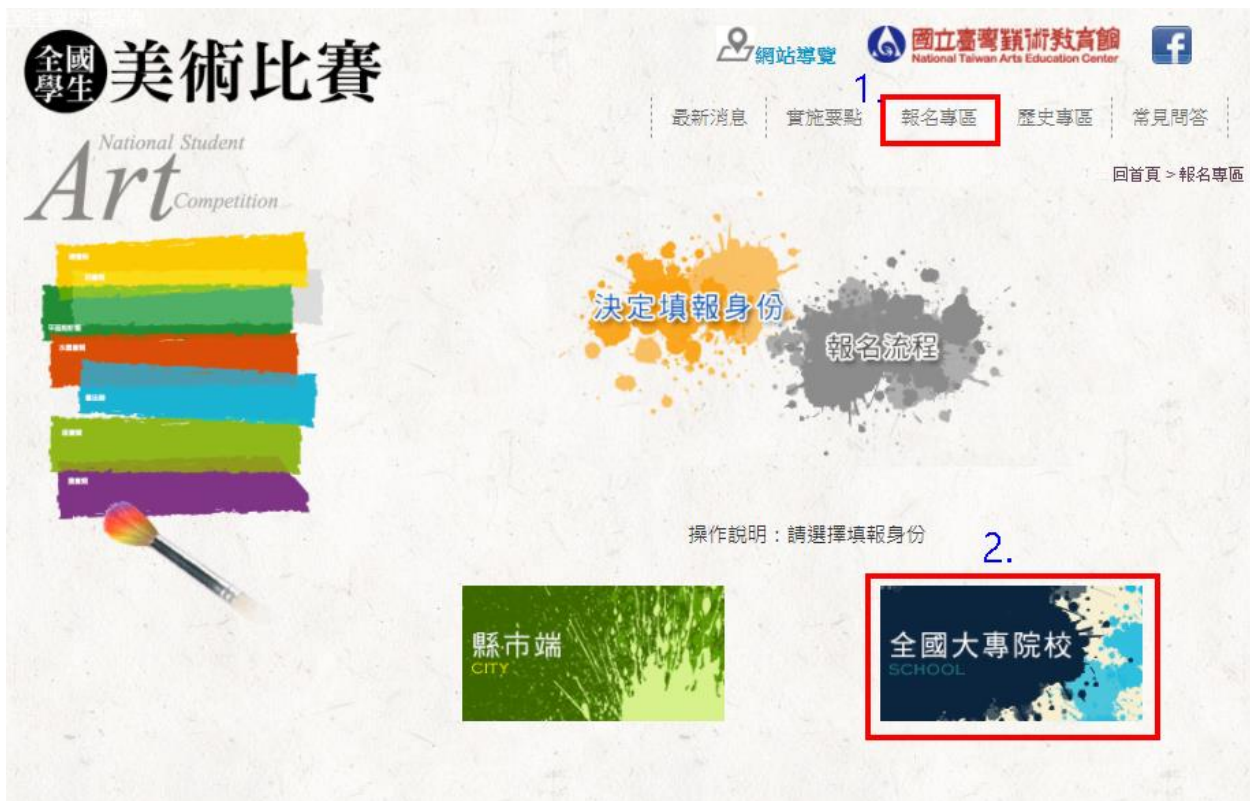 全國學生美術比賽
National Student
Art
Competition
網站導覽
國立臺灣藝術教育館
National Taiwan Arts Education Center
f
1.
最新消息
實施要點
報名專區
歷史專區
常見問答
回首頁 > 報名專區
決定填報身份
報名流程
操作說明：請選擇填報身份
2.
縣市端
CITY
全國大專院校
SCHOOL